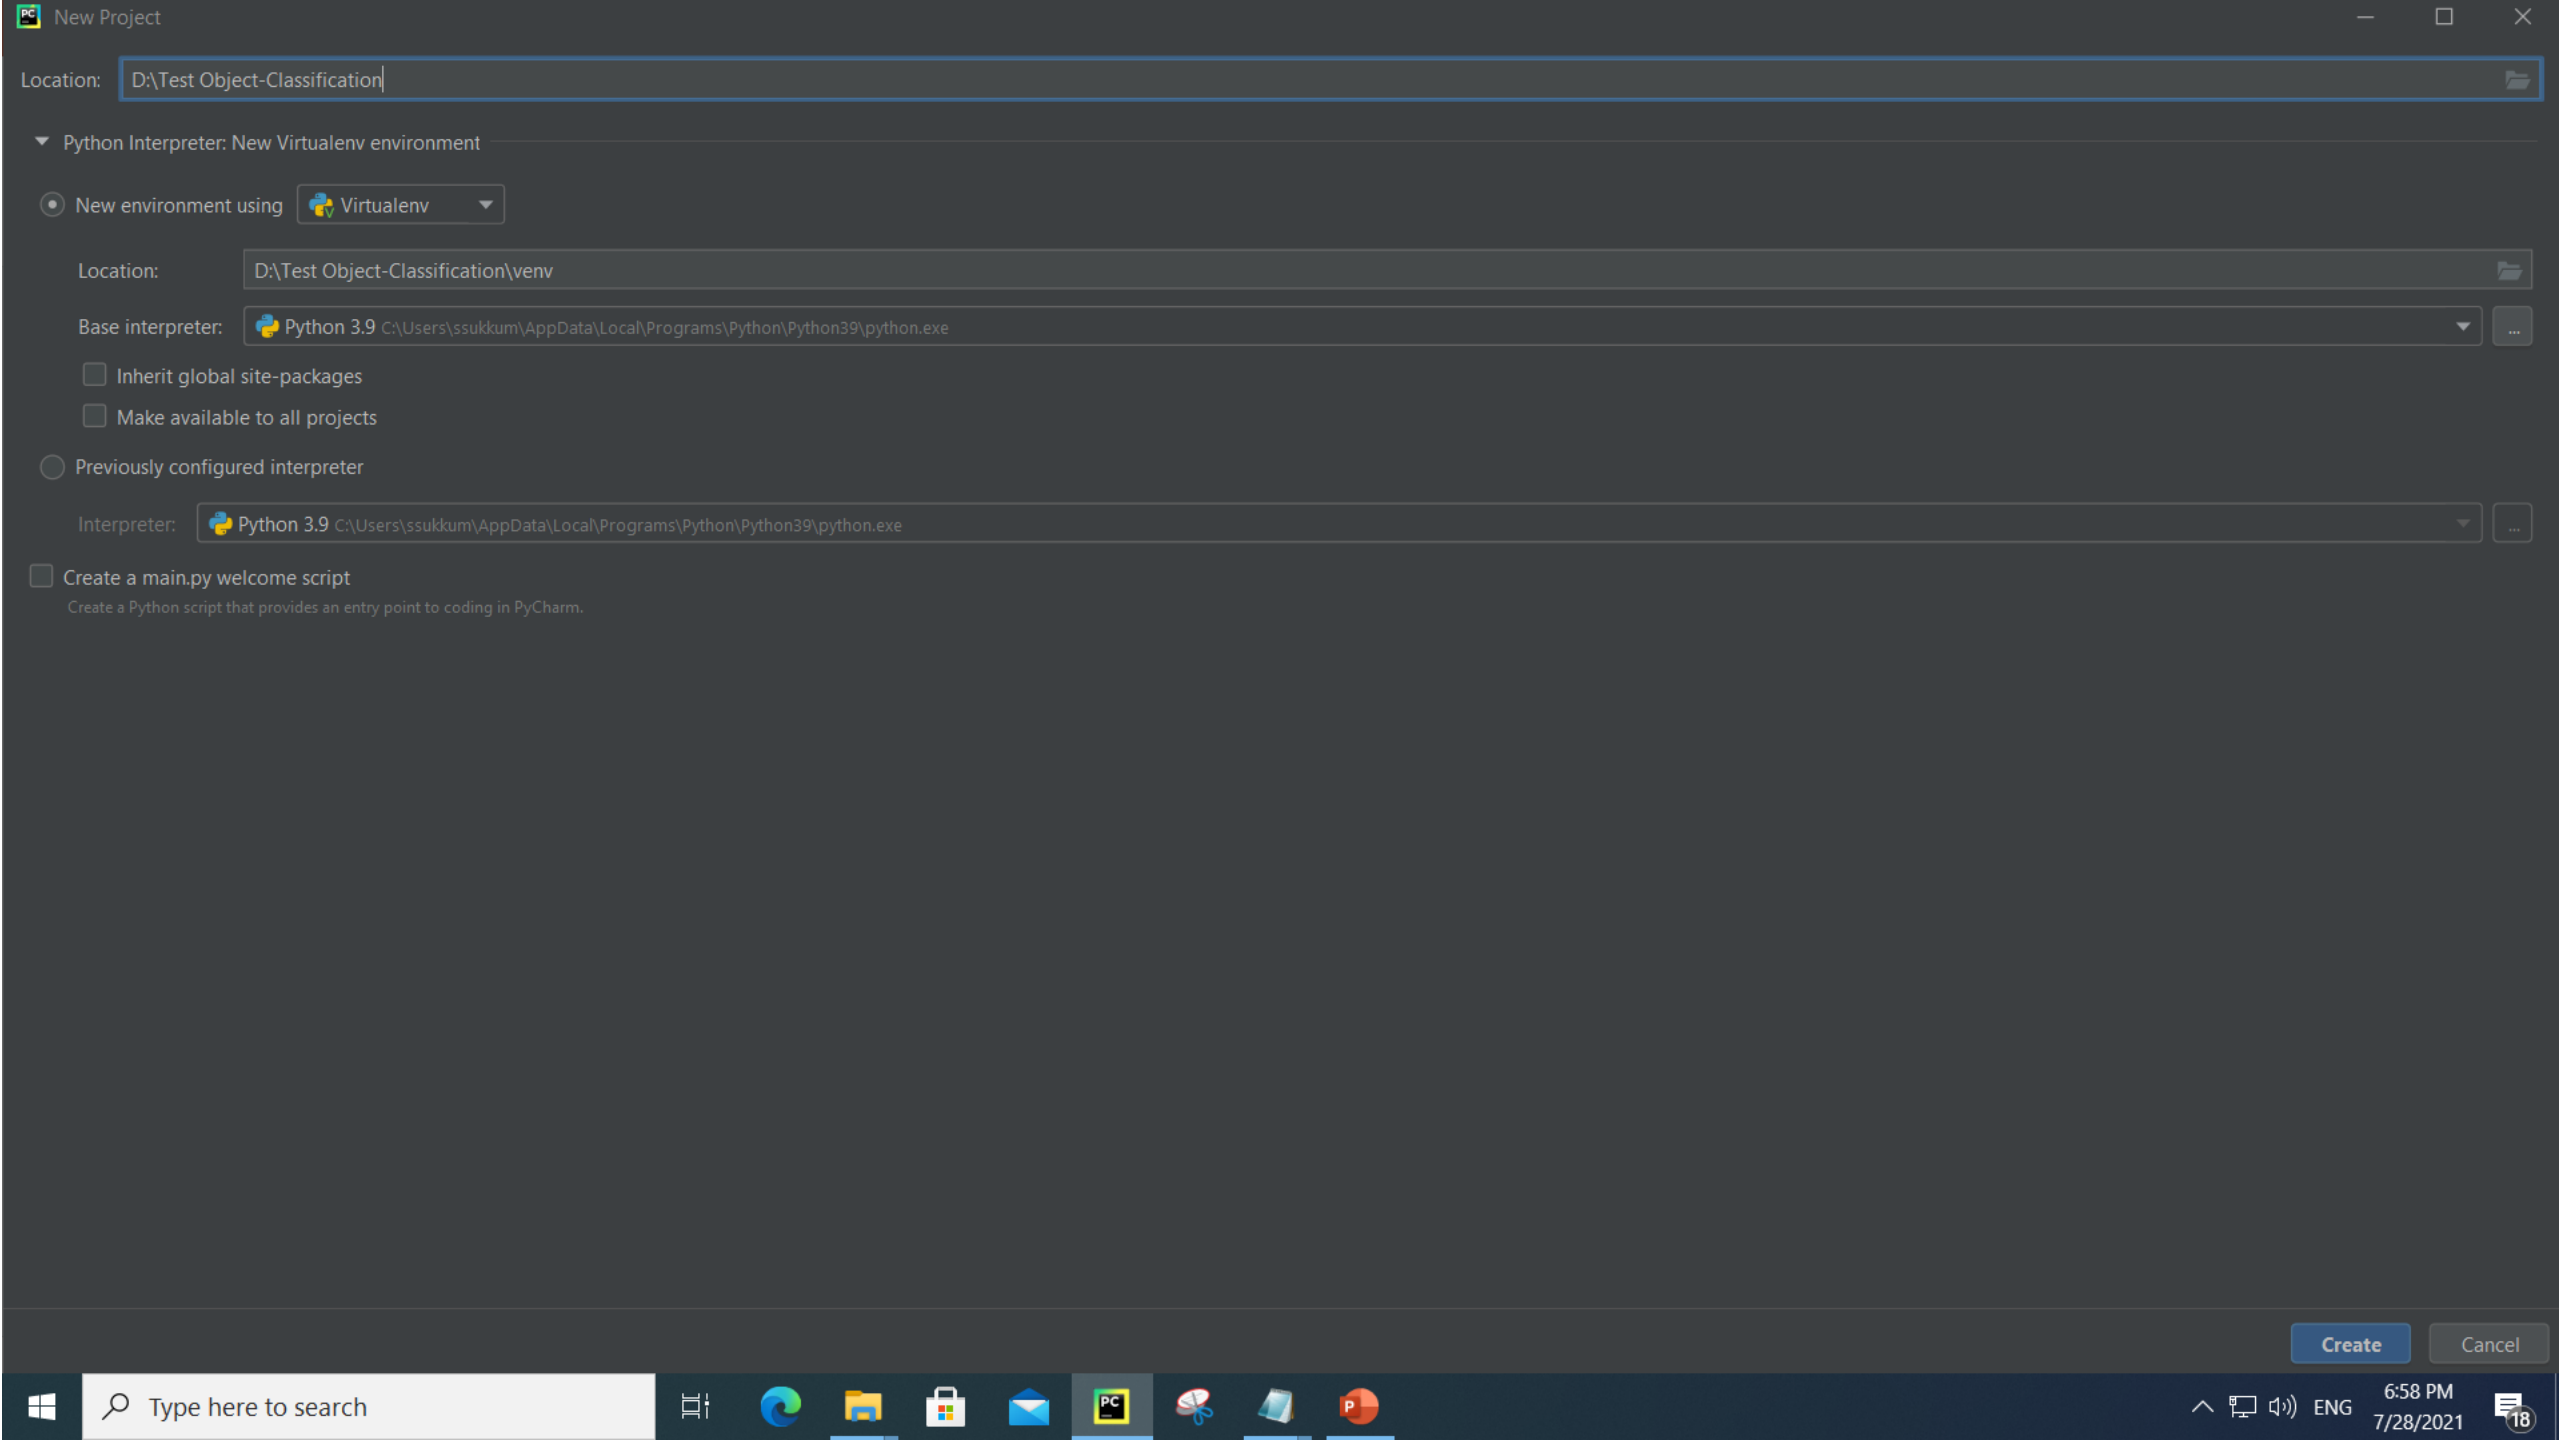 New Project
Location: D:\Test Object-Classification
Python Interpreter: New Virtualenv environment
New environment using Virtualenv
Location: D:\Test Object-Classification\venv
Base interpreter: Python 3.9 C:\Users\ssukkum\AppData\Local\Programs\Python\Python39\python.exe ...
Inherit global site-packages
Make available to all projects
Previously configured interpreter
Interpreter: Python 3.9 C:\Users\ssukkum\AppData\Local\Programs\Python\Python39\python.exe ...
Create a main.py welcome script
Create a Python script that provides an entry point to coding in PyCharm.
Create Cancel
Type here to search PC P ENG 6:58 PM
7/28/2021 18